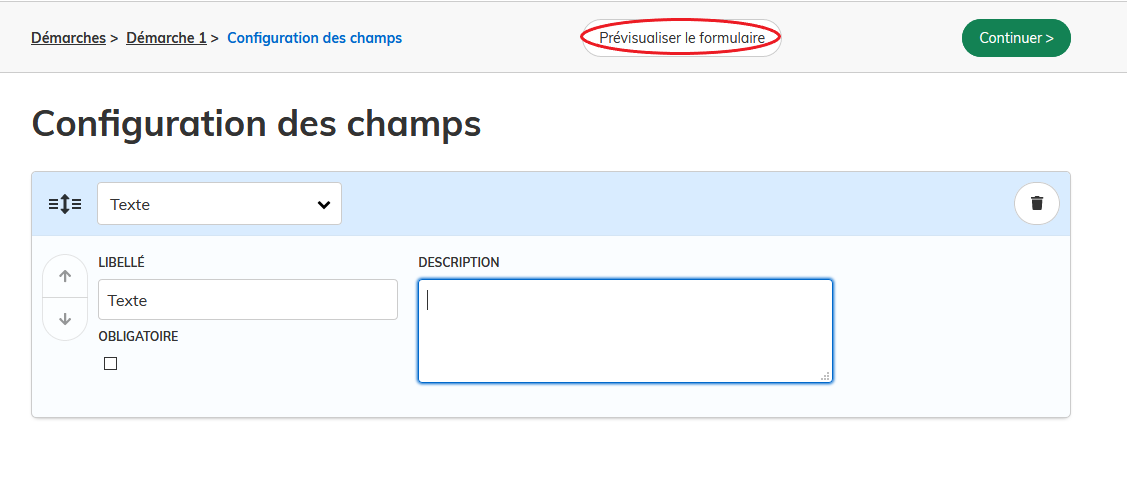 Démarches > Démarche 1 > Configuration des champs
Prévisualiser le formulaire
Continuer >
Configuration des champs
Texte
LIBELLÉ
DESCRIPTION
Texte
OBLIGATOIRE